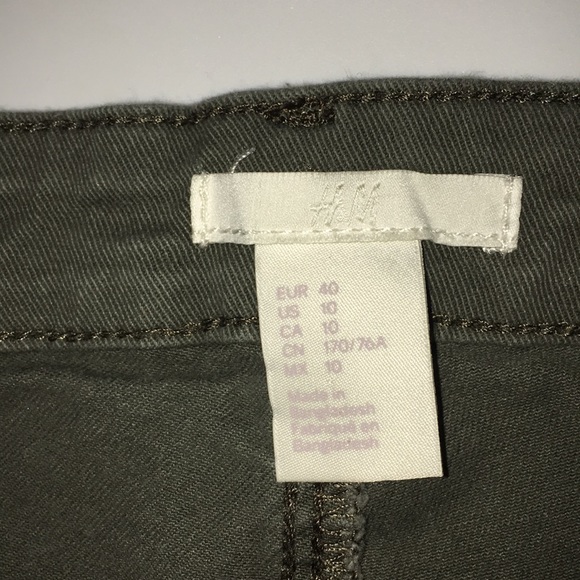 H&M
EUR 40
US 10
CA 10
CN 170/76A
MX 10
Made in
Bangladesh
Fabriqué en
Bangladesh